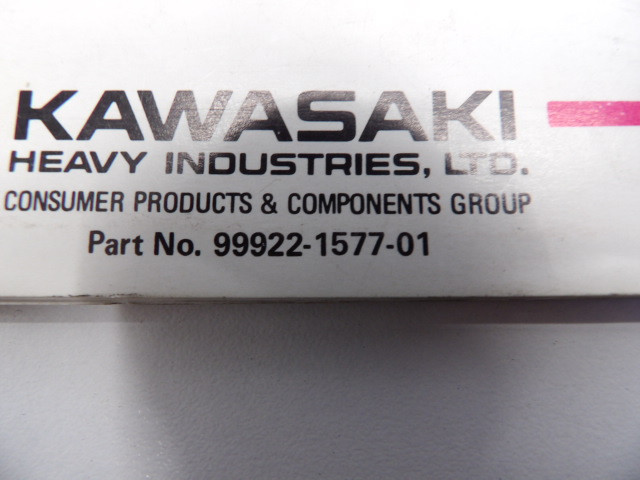 KAWASAKI
HEAVY INDUSTRIES, LTD.
CONSUMER PRODUCTS & COMPONENTS GROUP
Part No. 99922-1577-01